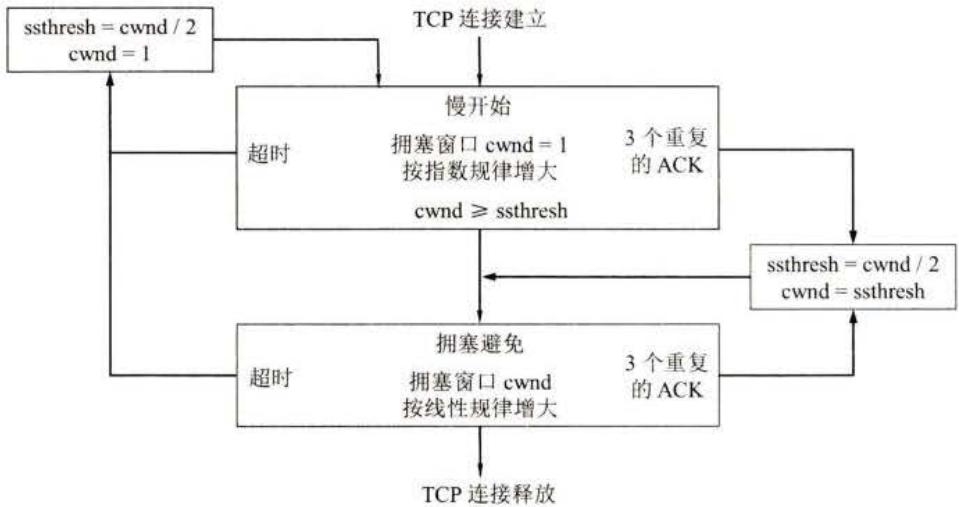 TCP 连接建立
ssthresh = cwnd / 2
cwnd = 1
慢开始
超时
拥塞窗口 cwnd = 1
按指数规律增大
3 个重复
的 ACK
cwnd ≥ ssthresh
ssthresh = cwnd / 2
cwnd = ssthresh
拥塞避免
超时
拥塞窗口 cwnd
按线性规律增大
3 个重复
的 ACK
TCP 连接释放